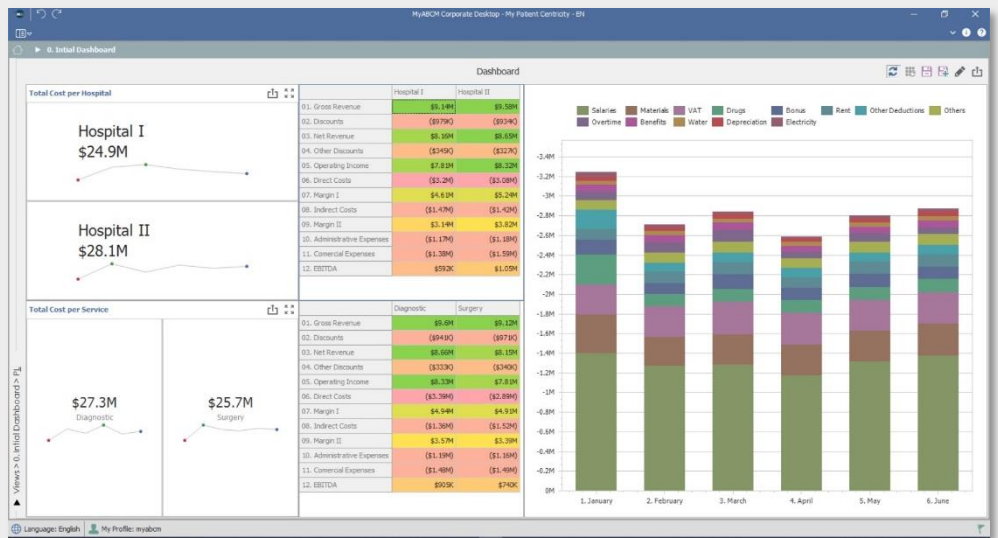 MyABCM Corporate Desktop - My Patient Centricity - EN
0. Intial Dashboard
Dashboard
Total Cost per Hospital
Hospital I
$24.9M
Hospital II
$28.1M
Hospital I Hospital II
01. Gross Revenue $9.14M $9.58M
02. Discounts ($979K) ($934K)
03. Net Revenue $8.16M $8.65M
04. Other Discounts ($345K) ($327K)
05. Operating Income $7.81M $8.32M
06. Direct Costs ($3.2M) ($3.08M)
07. Margin I $4.61M $5.24M
08. Indirect Costs ($1.47M) ($1.42M)
09. Margin II $3.14M $3.82M
10. Administrative Expenses ($1.17M) ($1.18M)
11. Comercial Expenses ($1.38M) ($1.59M)
12. EBITDA $592K $1.05M
Total Cost per Service
$27.3M
Diagnostic
$25.7M
Surgery
Diagnostic Surgery
01. Gross Revenue $9.6M $9.12M
02. Discounts ($941K) ($971K)
03. Net Revenue $8.66M $8.15M
04. Other Discounts ($333K) ($340K)
05. Operating Income $8.33M $7.81M
06. Direct Costs ($3.39M) ($2.89M)
07. Margin I $4.94M $4.91M
08. Indirect Costs ($1.36M) ($1.52M)
09. Margin II $3.57M $3.39M
10. Administrative Expenses ($1.19M) ($1.16M)
11. Comercial Expenses ($1.48M) ($1.49M)
12. EBITDA $905K $740K
Salaries Materials VAT Drugs Bonus Rent Other Deductions Others
Overtime Benefits Water Depreciation Electricity
-3.4M
-3.2M
-3M
-2.8M
-2.6M
-2.4M
-2.2M
-2M
-1.8M
-1.6M
-1.4M
-1.2M
-1M
-0.8M
-0.6M
-0.4M
-0.2M
0M
1. January 2. February 3. March 4. April 5. May 6. June
Views > 0. Intial Dashboard > P1
Language: English My Profile: myabcm